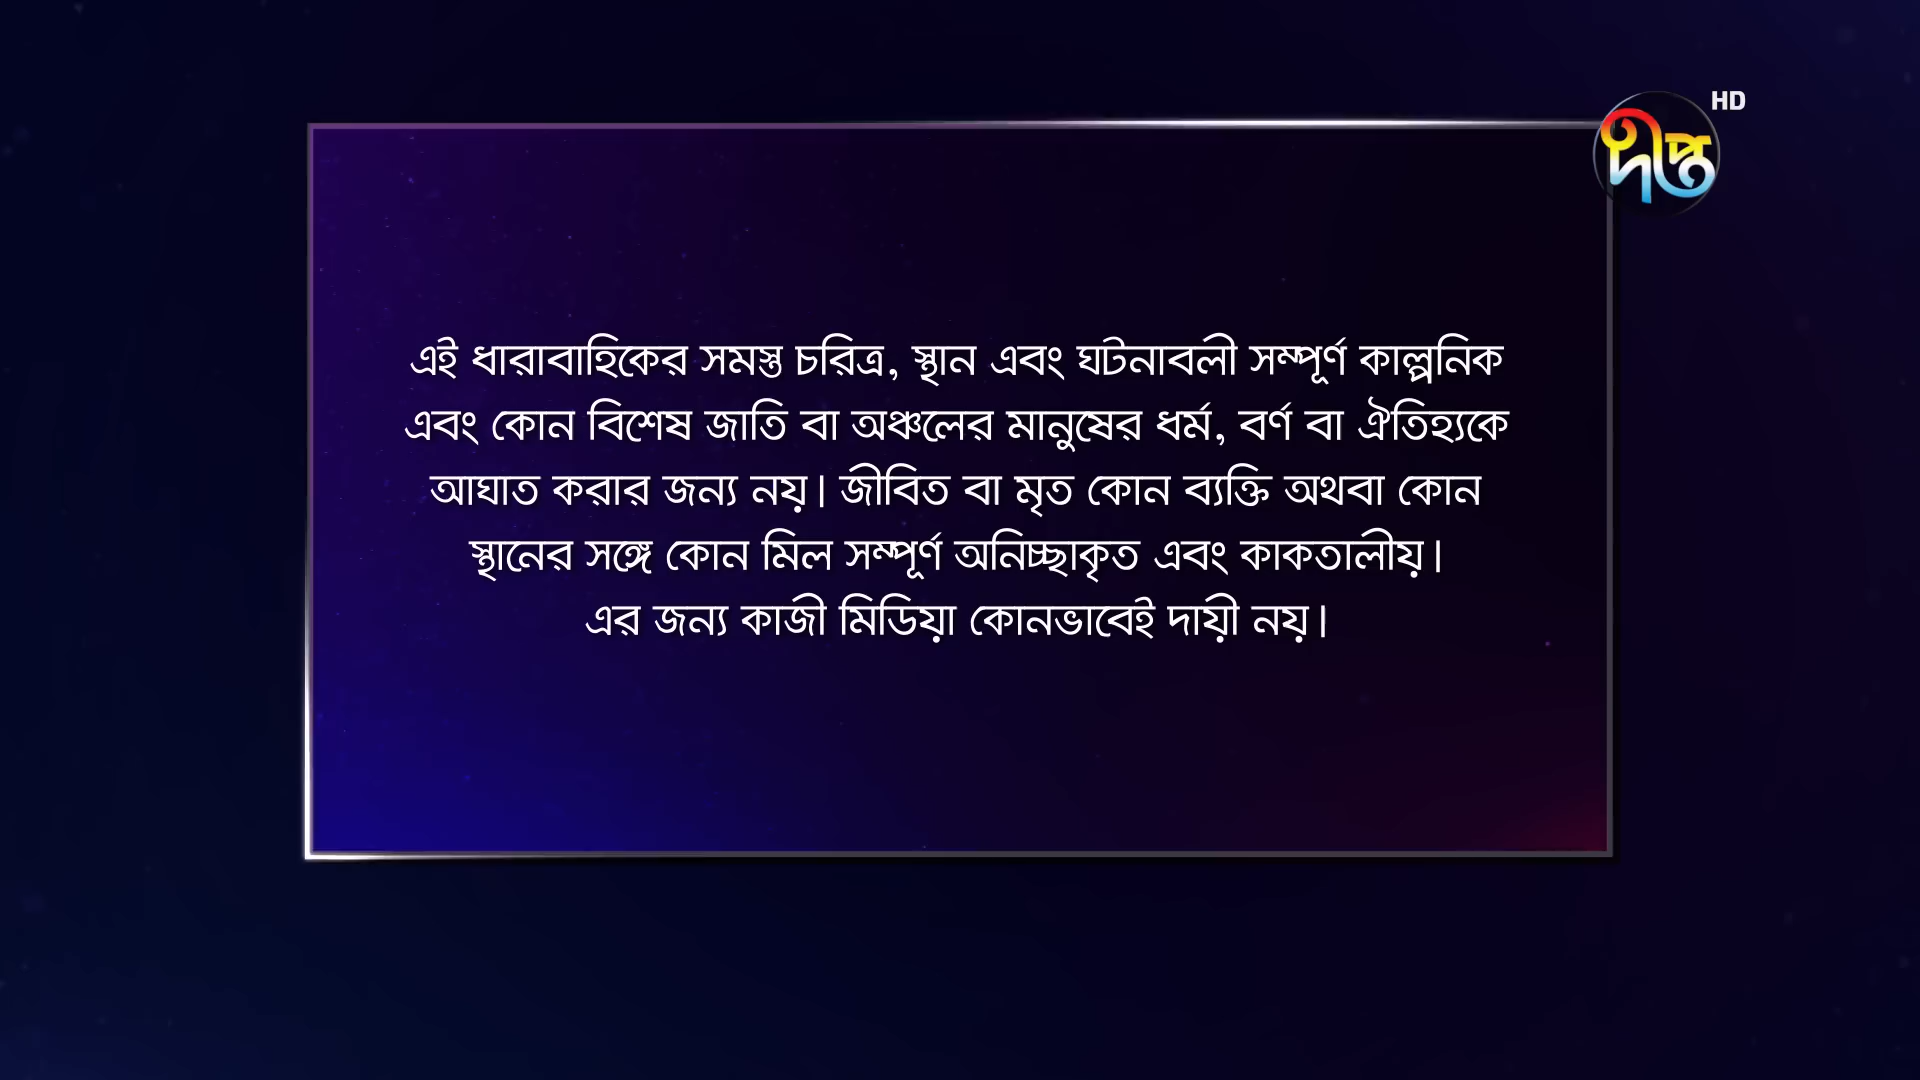 HD
দীপ্ত
এই ধারাবাহিকের সমস্ত চরিত্র, স্থান এবং ঘটনাবলী সম্পূর্ণ কাল্পনিক
এবং কোন বিশেষ জাতি বা অঞ্চলের মানুষের ধর্ম, বর্ণ বা ঐতিহ্যকে
আঘাত করার জন্য নয়। জীবিত বা মৃত কোন ব্যক্তি অথবা কোন
স্থানের সঙ্গে কোন মিল সম্পূর্ণ অনিচ্ছাকৃত এবং কাকতালীয়।
এর জন্য কাজী মিডিয়া কোনভাবেই দায়ী নয়।